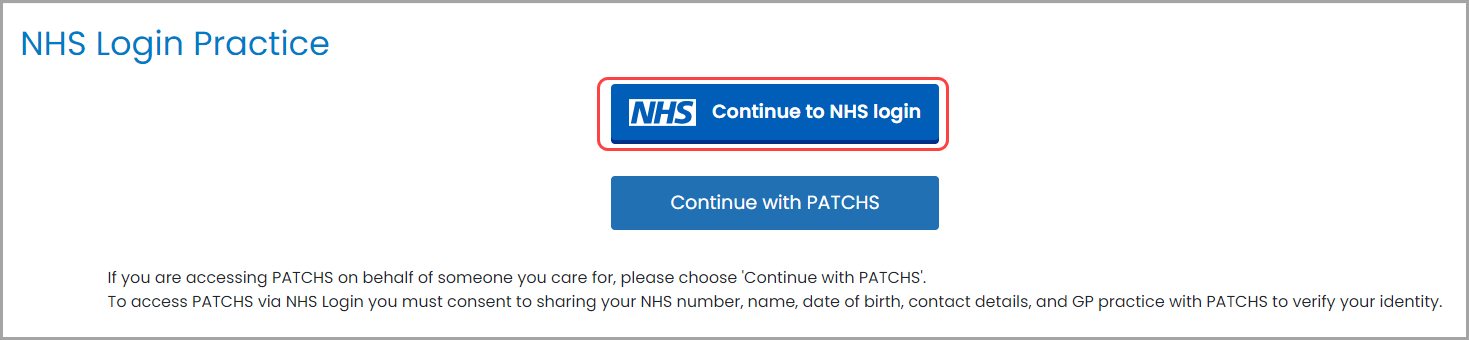 NHS Login Practice
NHS Continue to NHS login
Continue with PATCHS
If you are accessing PATCHS on behalf of someone you care for, please choose 'Continue with PATCHS'.
To access PATCHS via NHS Login you must consent to sharing your NHS number, name, date of birth, contact details, and GP practice with PATCHS to verify your identity.